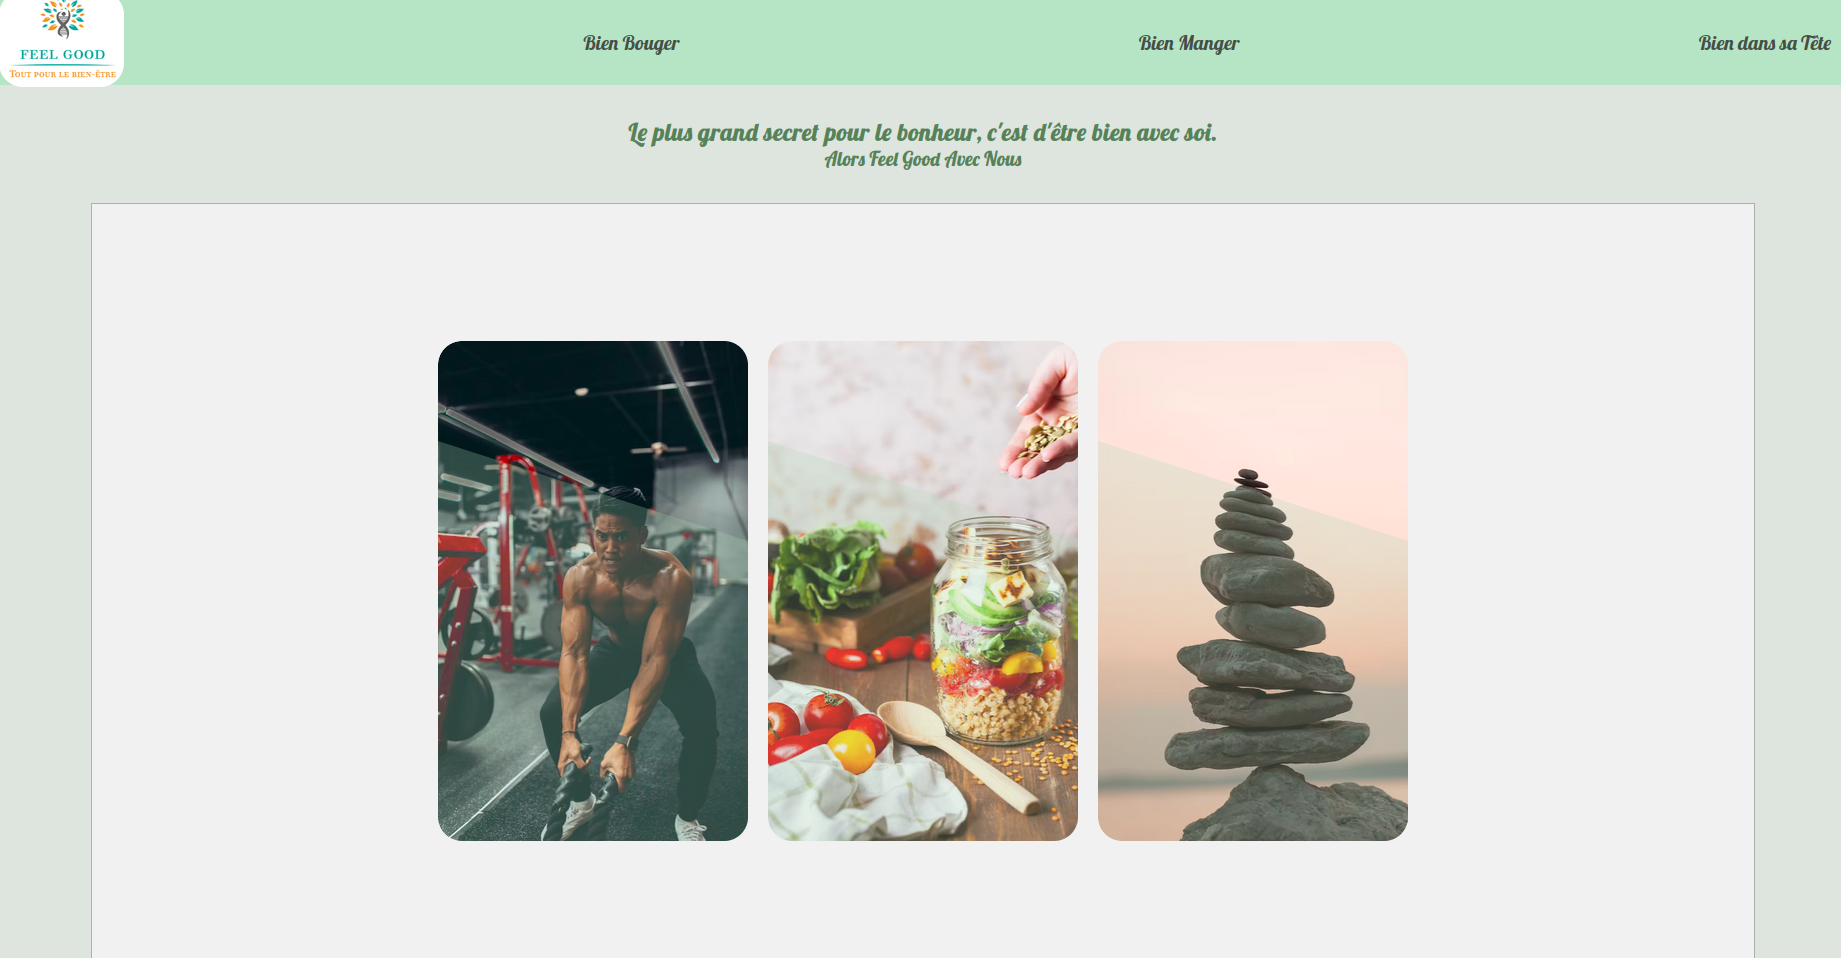 FEEL GOOD
TOUT POUR LE BIEN-ÊTRE
Bien Bouger
Bien Manger
Bien dans sa Tête
Le plus grand secret pour le bonheur, c'est d'être bien avec soi.
Alors Feel Good Avec Nous